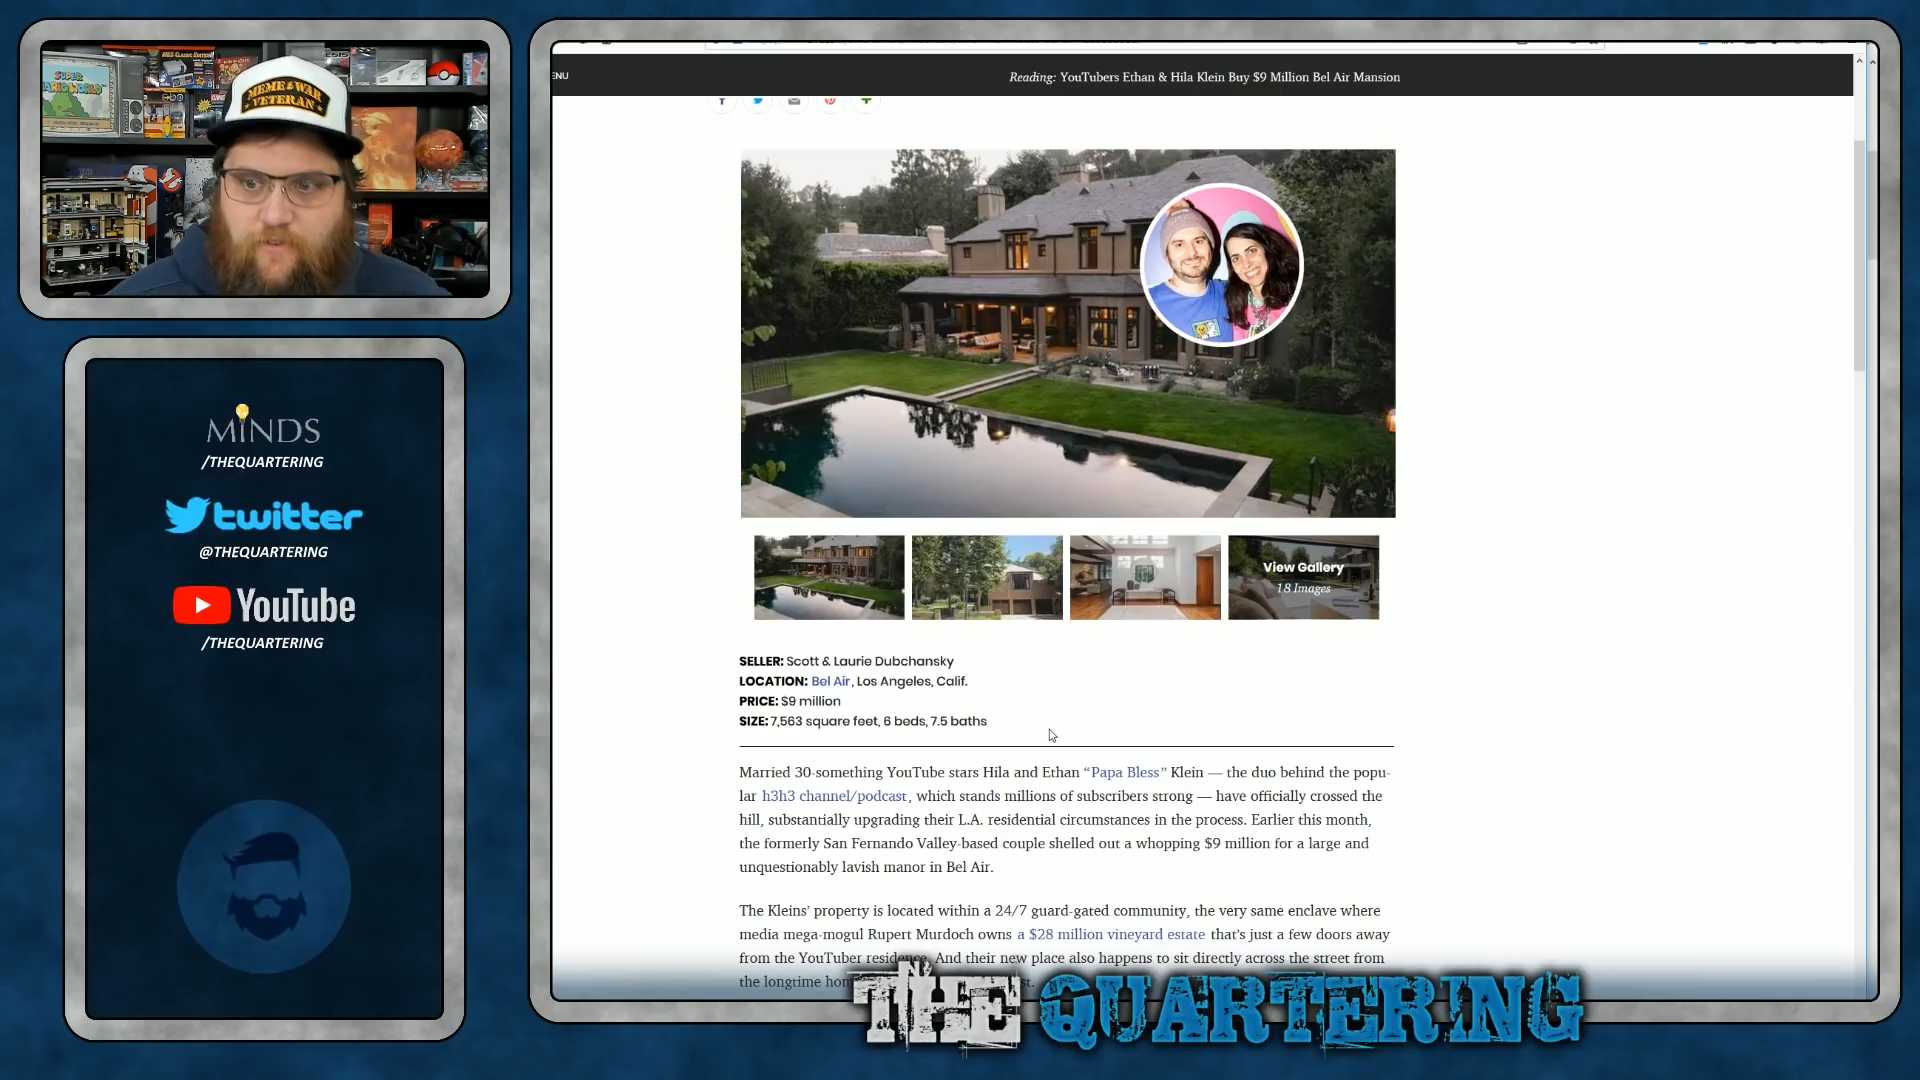 NES CLASSIC EDITION
SUPER
MARIO WORLD
MEME WAR
VETERAN
MINDS
/THEQUARTERING
twitter
@THEQUARTERING
YouTube
/THEQUARTERING
ENU
Reading: YouTubers Ethan & Hila Klein Buy $9 Million Bel Air Mansion
View Gallery
18 Images
SELLER: Scott & Laurie Dubchansky
LOCATION: Bel Air, Los Angeles, Calif.
PRICE: $9 million
SIZE: 7,563 square feet, 6 beds, 7.5 baths
Married 30-something YouTube stars Hila and Ethan “Papa Bless” Klein — the duo behind the popu-
lar h3h3 channel/podcast, which stands millions of subscribers strong — have officially crossed the
hill, substantially upgrading their L.A. residential circumstances in the process. Earlier this month,
the formerly San Fernando Valley-based couple shelled out a whopping $9 million for a large and
unquestionably lavish manor in Bel Air.
The Kleins’ property is located within a 24/7 guard-gated community, the very same enclave where
media mega-mogul Rupert Murdoch owns a $28 million vineyard estate that’s just a few doors away
from the YouTuber residence. And their new place also happens to sit directly across the street from
the longtime
THE QUARTERING